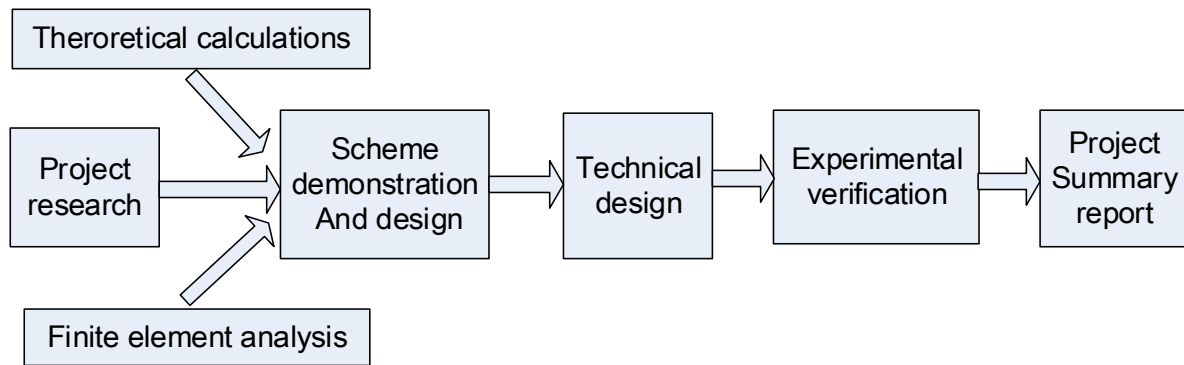 Theroretical calculations
Project
research
Scheme
demonstration
And design
Technical
design
Experimental
verification
Project
Summary
report
Finite element analysis